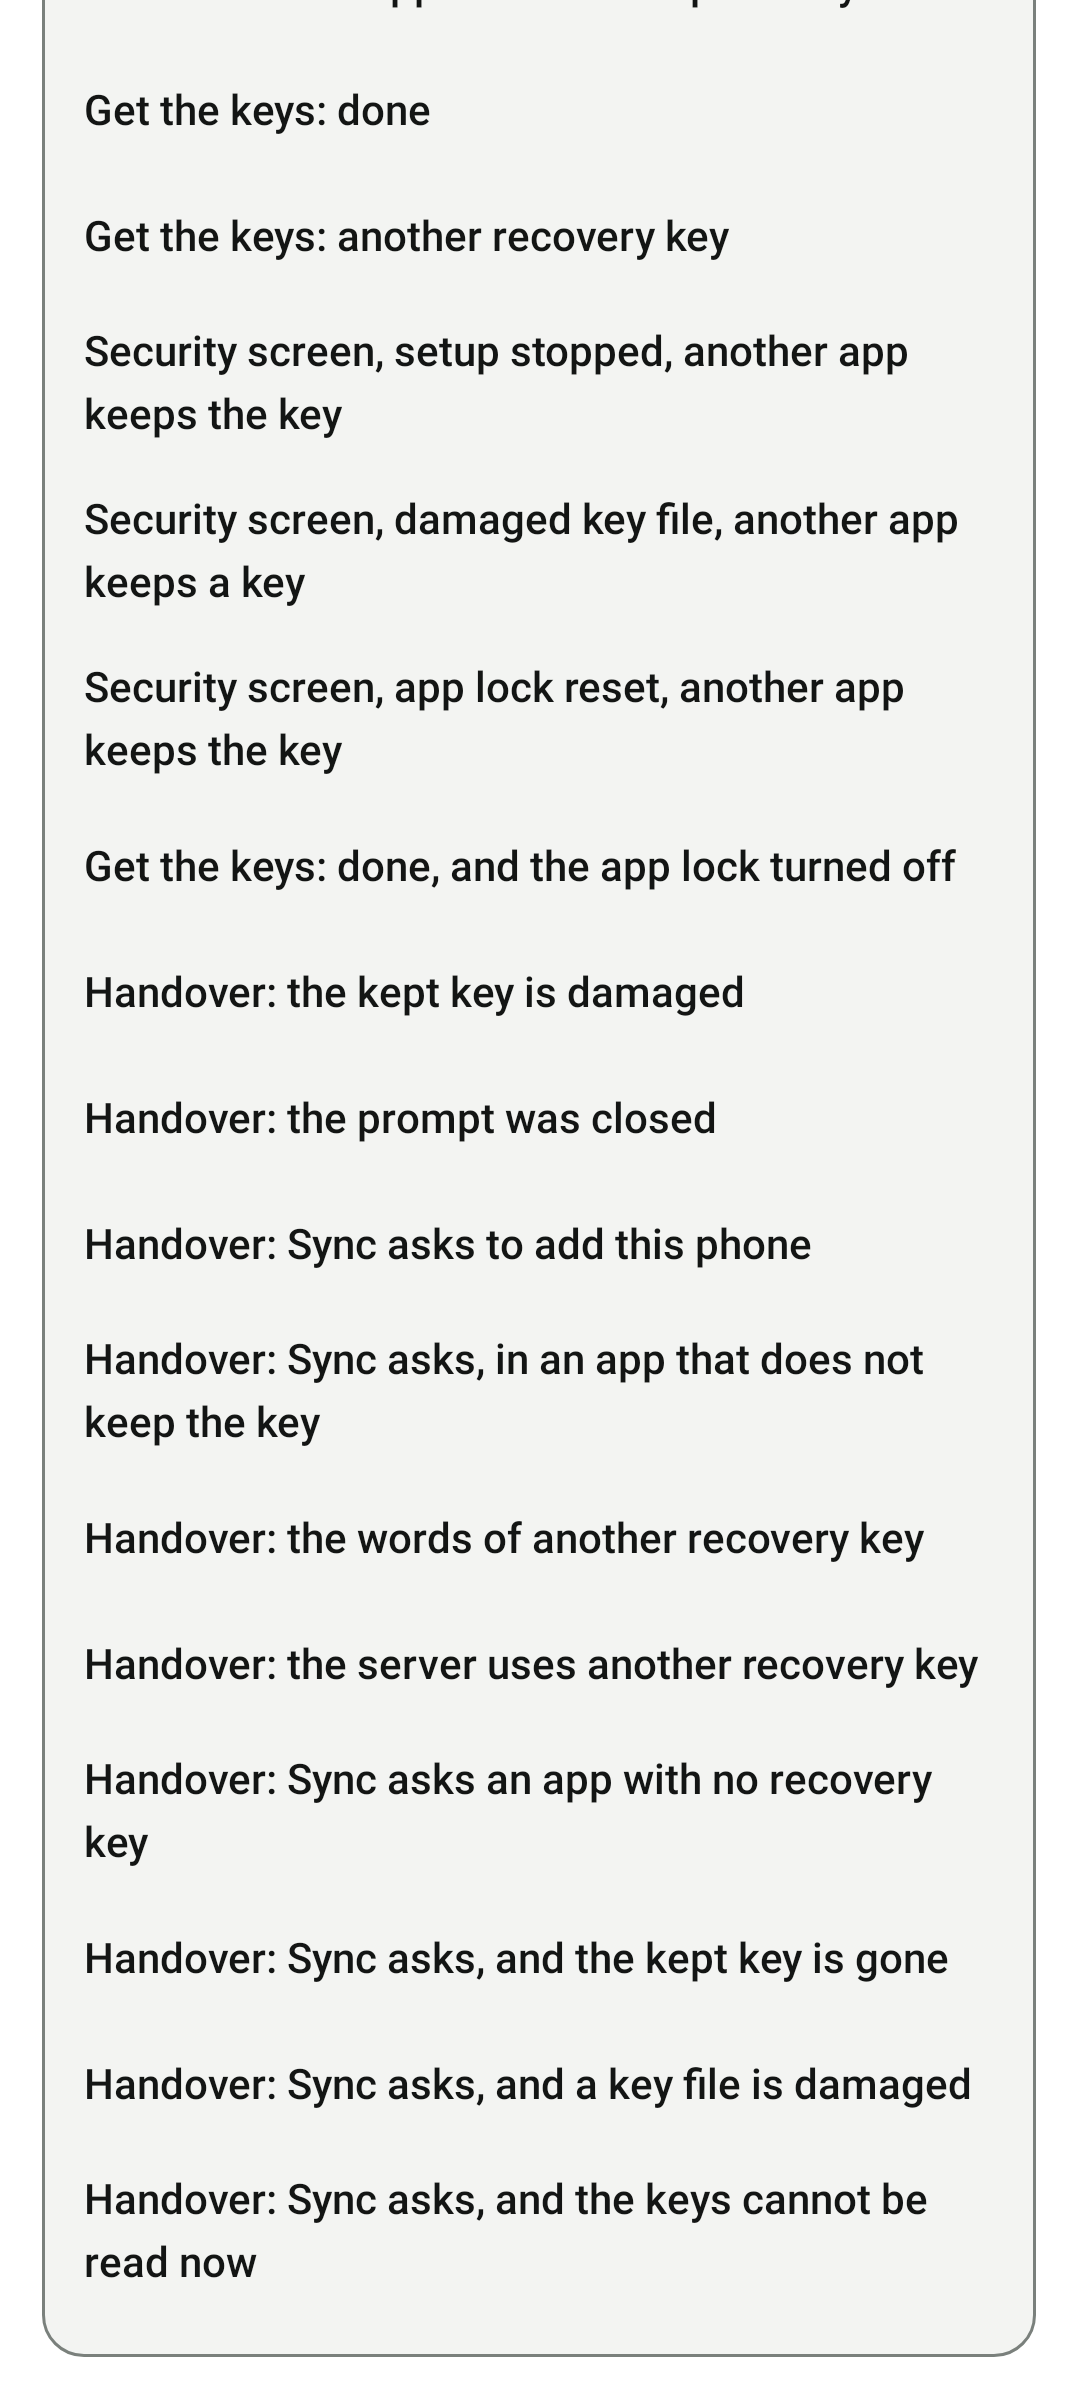 Get the keys: done
Get the keys: another recovery key
Security screen, setup stopped, another app
keeps the key
Security screen, damaged key file, another app
keeps a key
Security screen, app lock reset, another app
keeps the key
Get the keys: done, and the app lock turned off
Handover: the kept key is damaged
Handover: the prompt was closed
Handover: Sync asks to add this phone
Handover: Sync asks, in an app that does not
keep the key
Handover: the words of another recovery key
Handover: the server uses another recovery key
Handover: Sync asks an app with no recovery
key
Handover: Sync asks, and the kept key is gone
Handover: Sync asks, and a key file is damaged
Handover: Sync asks, and the keys cannot be
read now